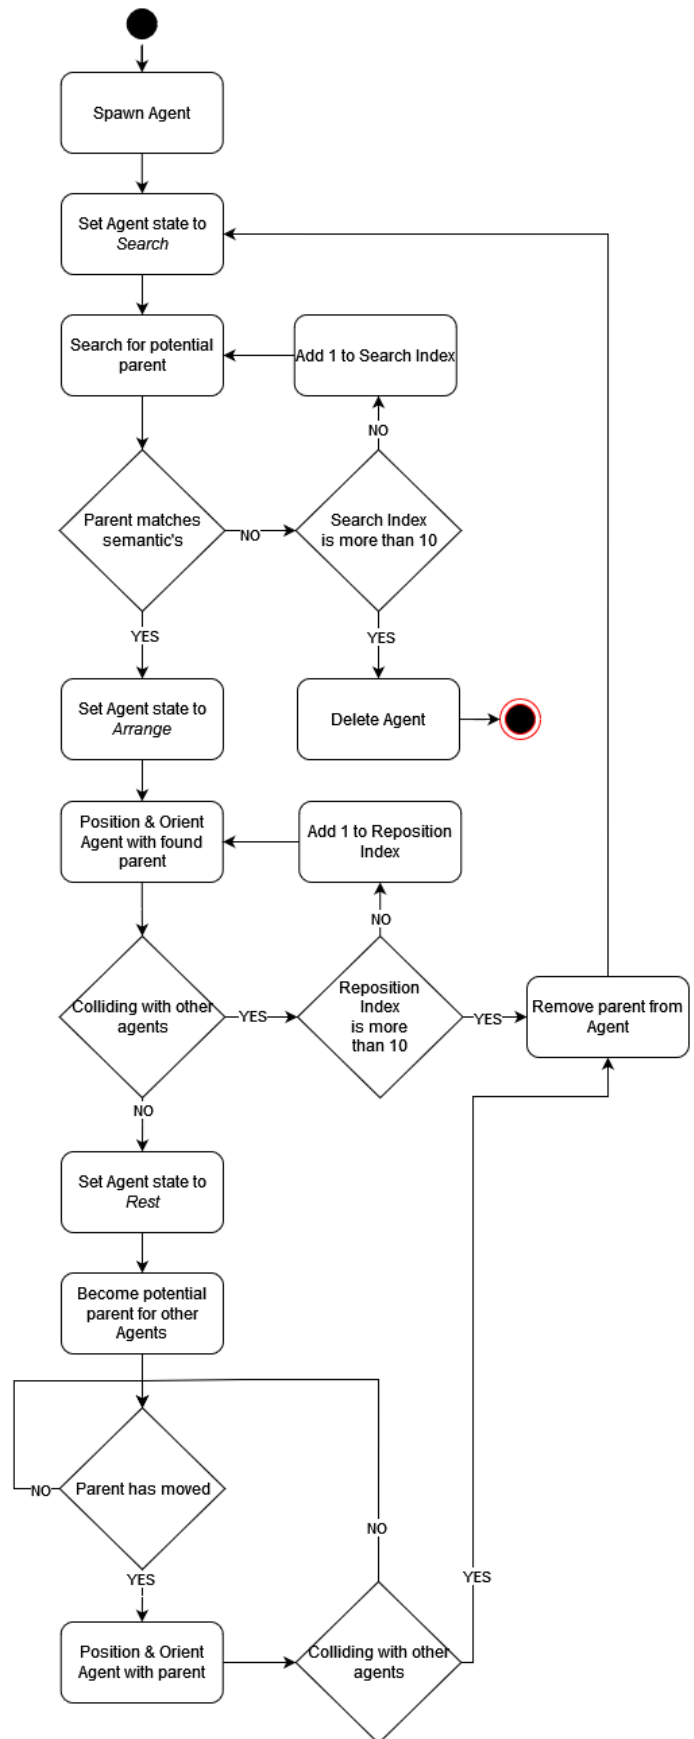 Spawn Agent
Set Agent state to
Search
Search for potential
parent
Add 1 to Search Index
NO
Parent matches
semantic's
NO
Search Index
is more than 10
YES
YES
Set Agent state to
Arrange
Delete Agent
Position & Orient
Agent with found
parent
Add 1 to Reposition
Index
NO
Colliding with other
agents
YES
Reposition
Index
is more
than 10
YES
Remove parent from
Agent
NO
Set Agent state to
Rest
Become potential
parent for other
Agents
Parent has moved
NO
NO
YES
YES
Position & Orient
Agent with parent
Colliding with other
agents